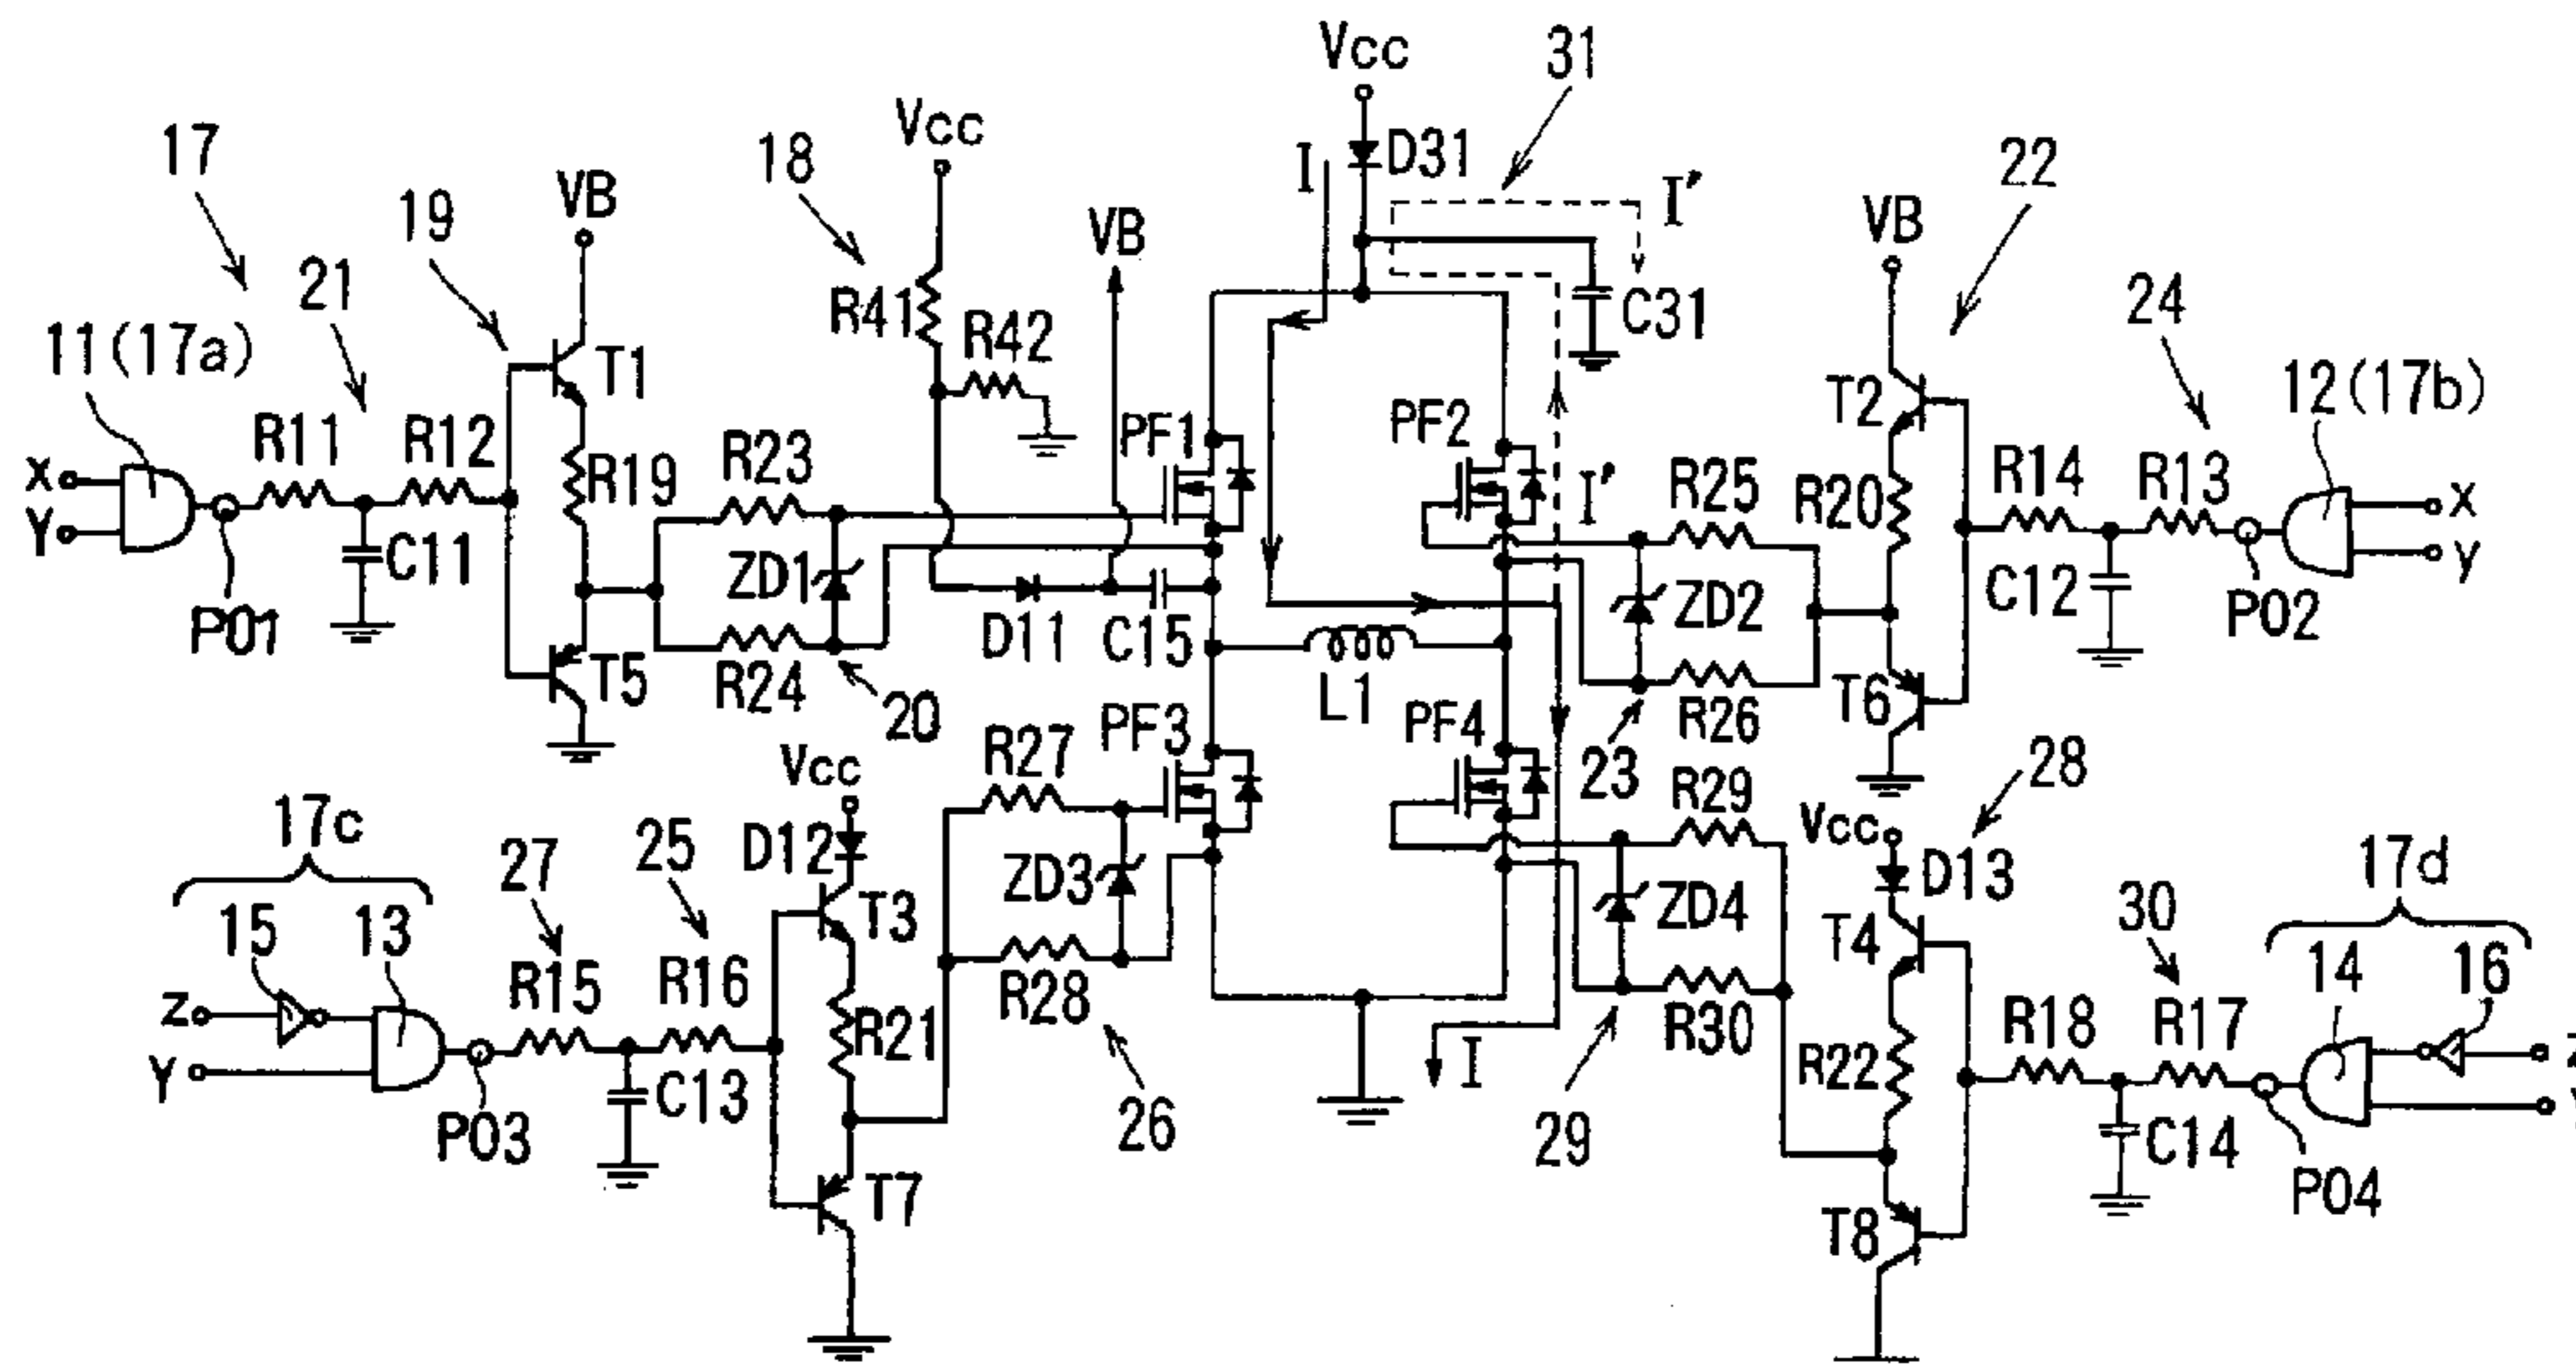 Vcc
31
17
18
Vcc
I
D31
I'
22
19
VB
VB
VB
24
21
R41
R42
C31
11(17a)
T1
T2
12(17b)
R11
R12
PF1
PF2
R14
R13
X
Y
R19
R23
I'
R25
R20
X
Y
C11
ZD1
ZD2
C12
P01
D11
C15
P02
T5
R24
L1
R26
T6
20
R27
PF3
PF4
23
R29
28
Vcc
Vcc
17c
27
25
D12
ZD3
D13
17d
15
13
T3
ZD4
T4
30
14
16
R15
R16
R28
R30
R18
R17
Z
Y
R21
R22
Z
I
C13
26
29
C14
P03
P04
T7
T8